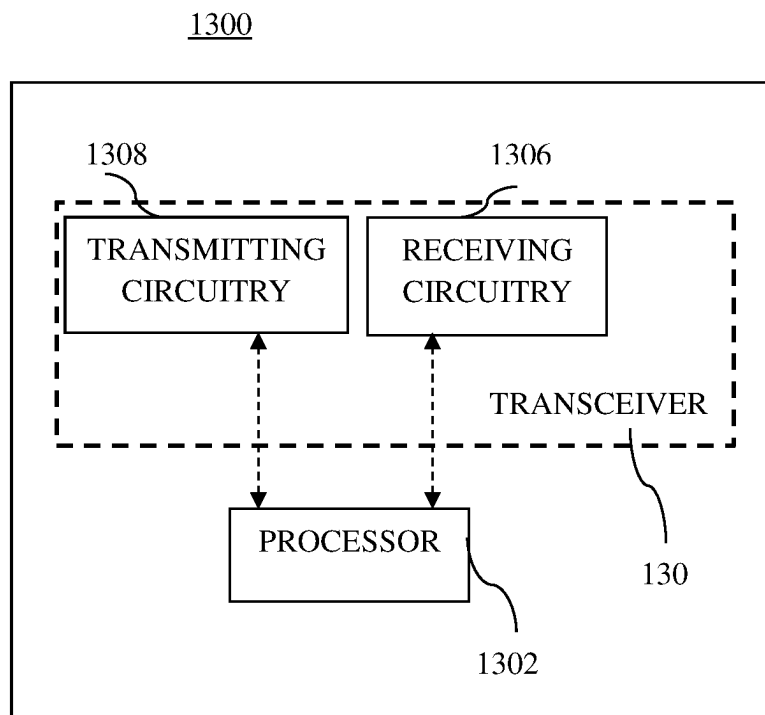 1300
1308
1306
TRANSMITTING
CIRCUITRY
RECEIVING
CIRCUITRY
TRANSCEIVER
PROCESSOR
130
1302